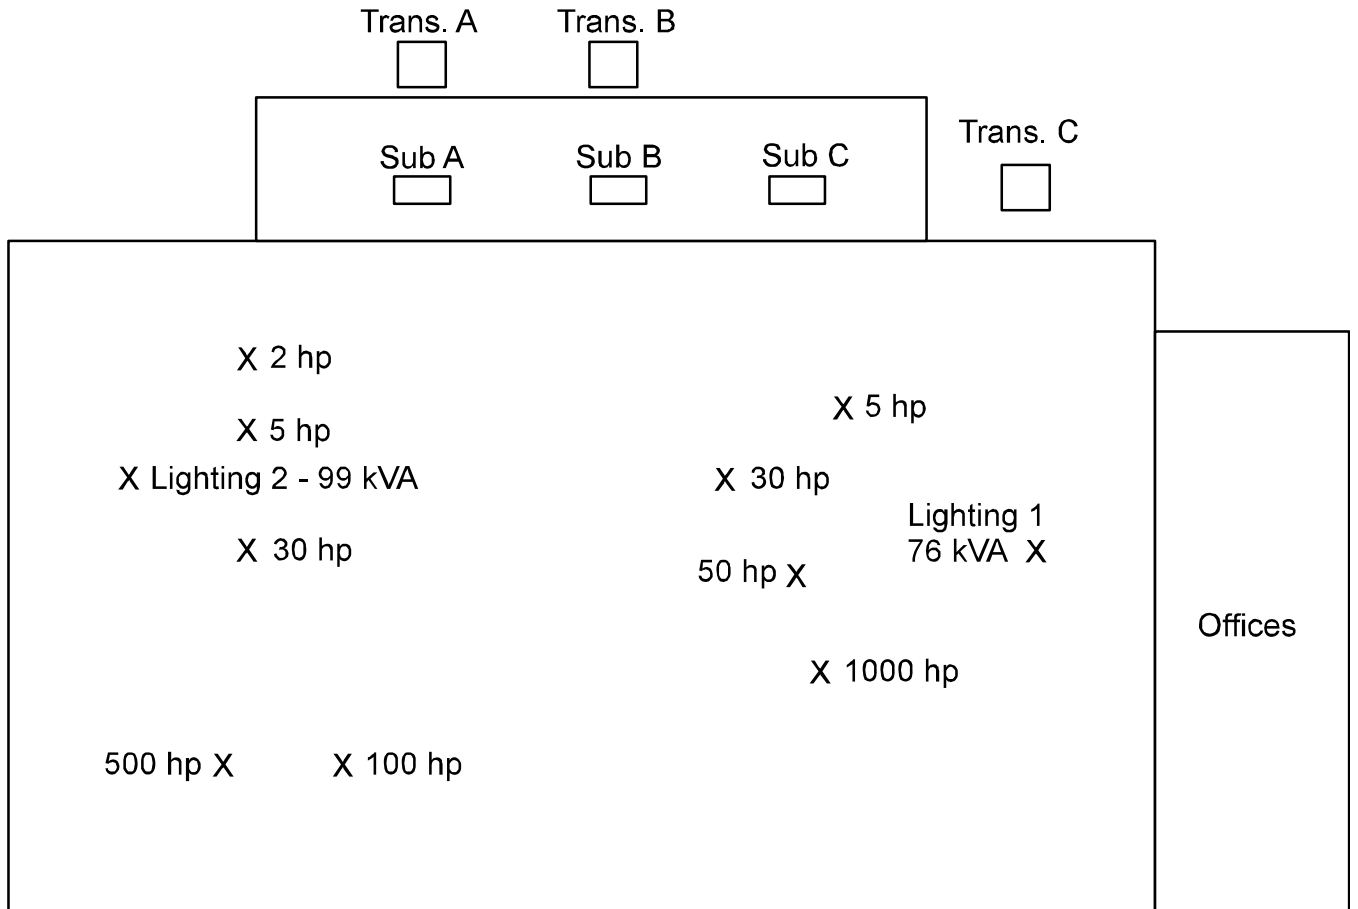 Trans. A
Trans. B
Trans. C
Sub A
Sub B
Sub C
X 2 hp
X 5 hp
X 5 hp
X Lighting 2 - 99 kVA
X 30 hp
Lighting 1
76 kVA X
X 30 hp
50 hp X
Offices
X 1000 hp
500 hp X
X 100 hp